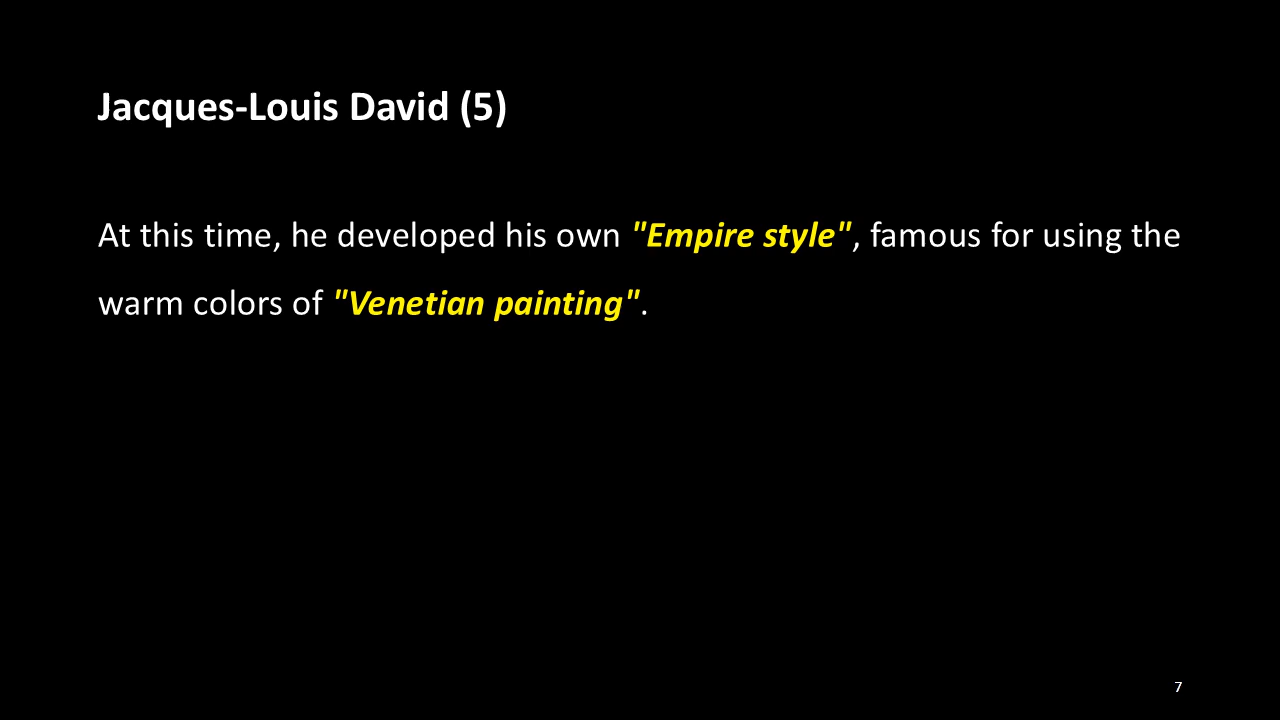 Jacques-Louis David (5)
At this time, he developed his own "Empire style", famous for using the
warm colors of "Venetian painting".
7